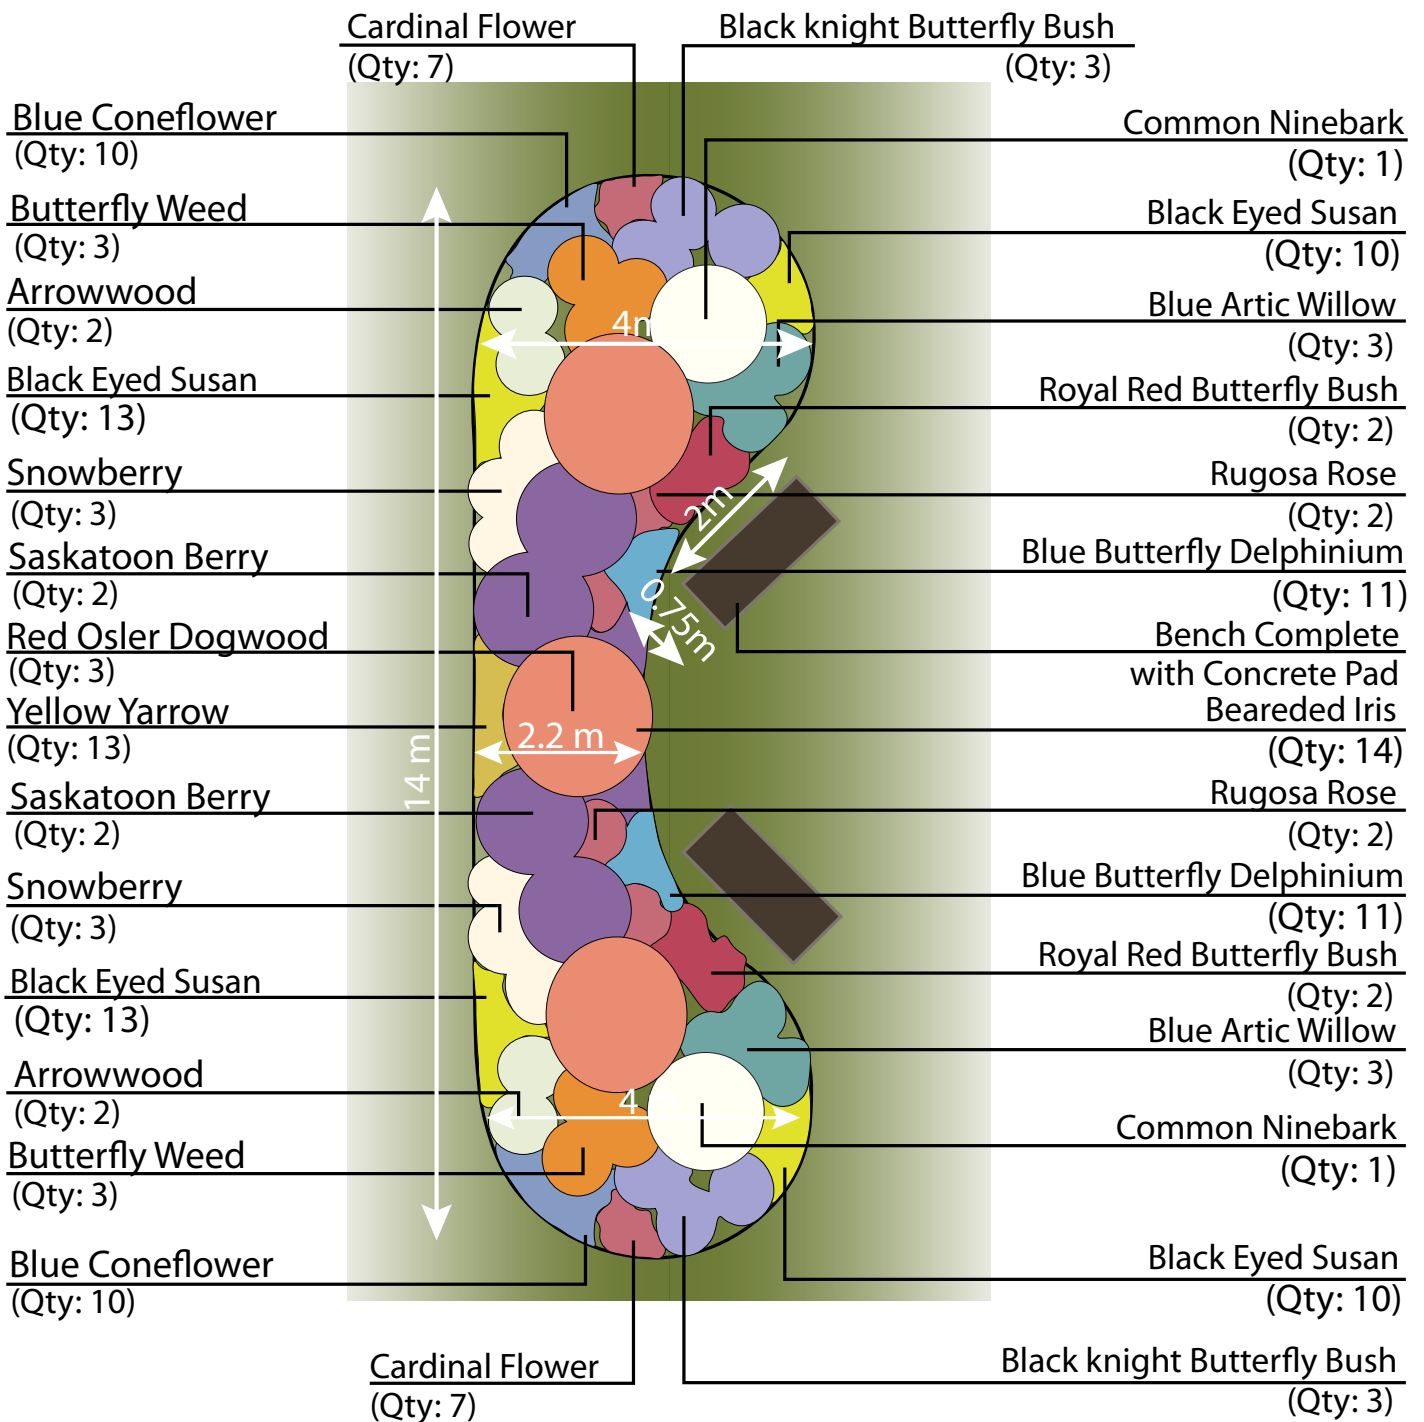 Cardinal Flower
(Qty: 7)
Black knight Butterfly Bush
(Qty: 3)
Blue Coneflower
(Qty: 10)
Butterfly Weed
(Qty: 3)
Arrowwood
(Qty: 2)
Black Eyed Susan
(Qty: 13)
Snowberry
(Qty: 3)
Saskatoon Berry
(Qty: 2)
Red Osler Dogwood
(Qty: 3)
Yellow Yarrow
(Qty: 13)
Saskatoon Berry
(Qty: 2)
Snowberry
(Qty: 3)
Black Eyed Susan
(Qty: 13)
Arrowwood
(Qty: 2)
Butterfly Weed
(Qty: 3)
Blue Coneflower
(Qty: 10)
Cardinal Flower
(Qty: 7)
4m
2m
0.75m
2.2 m
14 m
4
Common Ninebark
(Qty: 1)
Black Eyed Susan
(Qty: 10)
Blue Artic Willow
(Qty: 3)
Royal Red Butterfly Bush
(Qty: 2)
Rugosa Rose
(Qty: 2)
Blue Butterfly Delphinium
(Qty: 11)
Bench Complete
with Concrete Pad
Beareded Iris
(Qty: 14)
Rugosa Rose
(Qty: 2)
Blue Butterfly Delphinium
(Qty: 11)
Royal Red Butterfly Bush
(Qty: 2)
Blue Artic Willow
(Qty: 3)
Common Ninebark
(Qty: 1)
Black Eyed Susan
(Qty: 10)
Black knight Butterfly Bush
(Qty: 3)